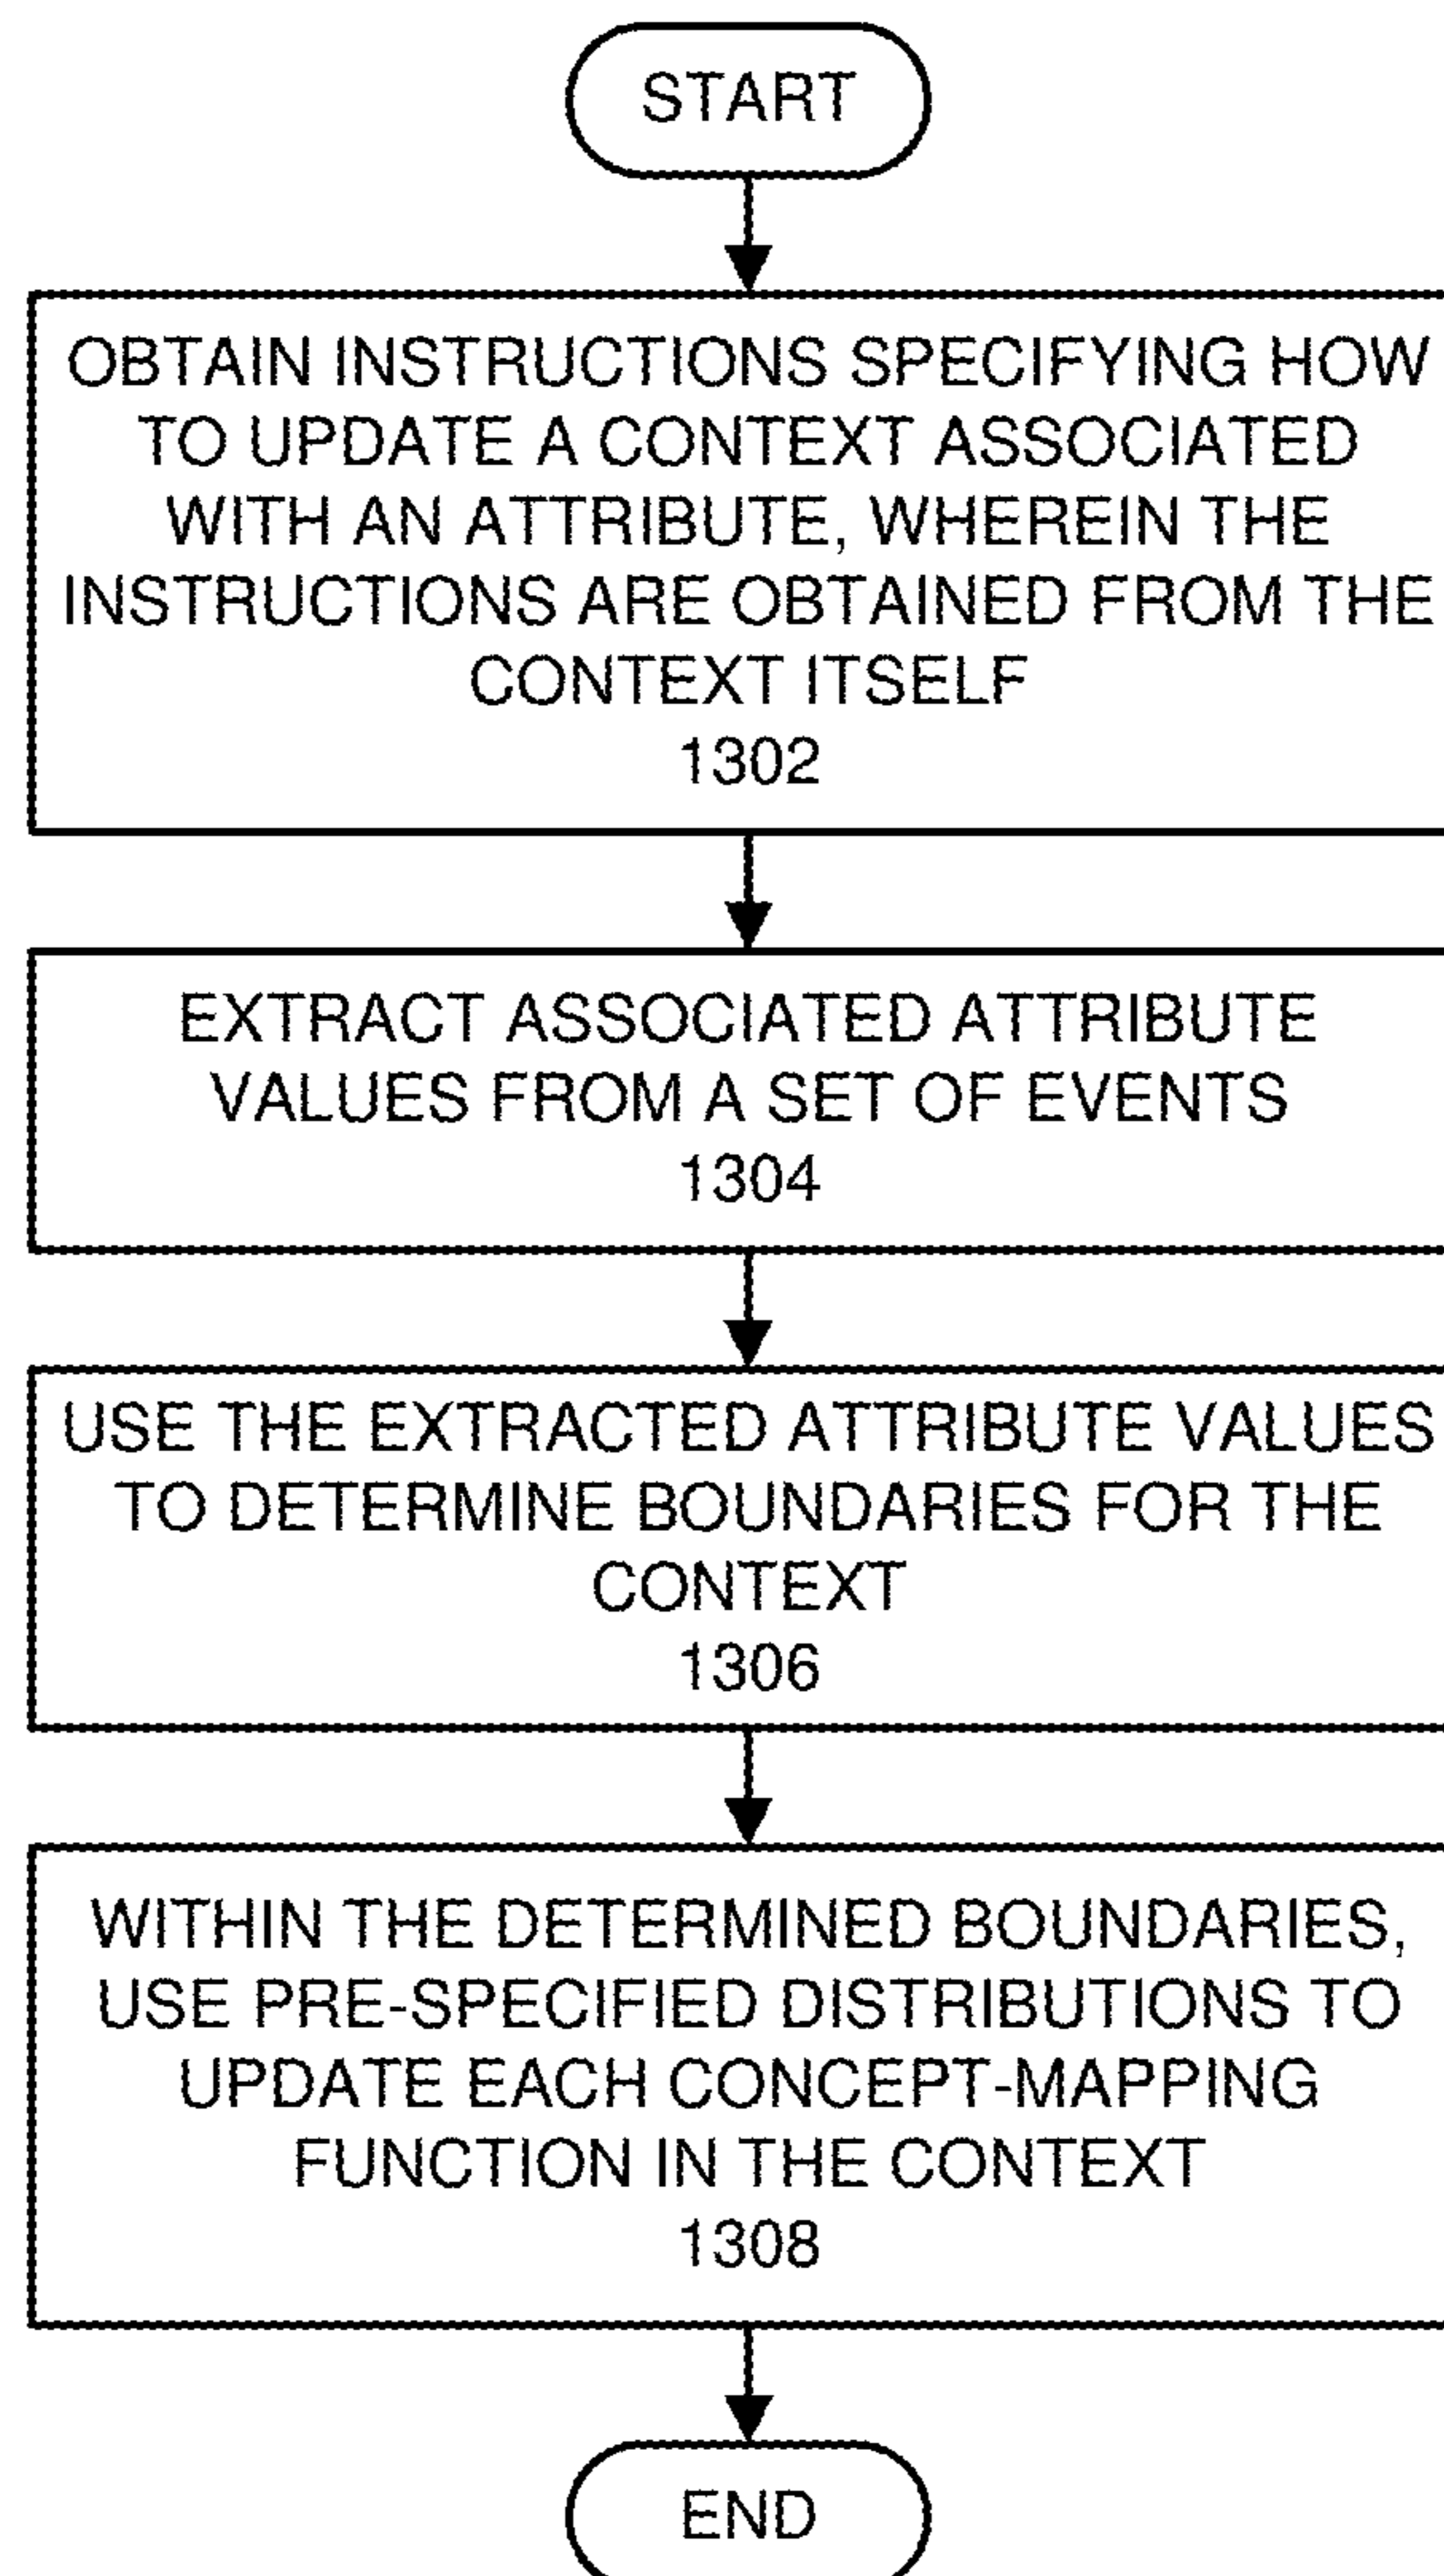 START
OBTAIN INSTRUCTIONS SPECIFYING HOW
TO UPDATE A CONTEXT ASSOCIATED
WITH AN ATTRIBUTE, WHEREIN THE
INSTRUCTIONS ARE OBTAINED FROM THE
CONTEXT ITSELF
1302
EXTRACT ASSOCIATED ATTRIBUTE
VALUES FROM A SET OF EVENTS
1304
USE THE EXTRACTED ATTRIBUTE VALUES
TO DETERMINE BOUNDARIES FOR THE
CONTEXT
1306
WITHIN THE DETERMINED BOUNDARIES,
USE PRE-SPECIFIED DISTRIBUTIONS TO
UPDATE EACH CONCEPT-MAPPING
FUNCTION IN THE CONTEXT
1308
END